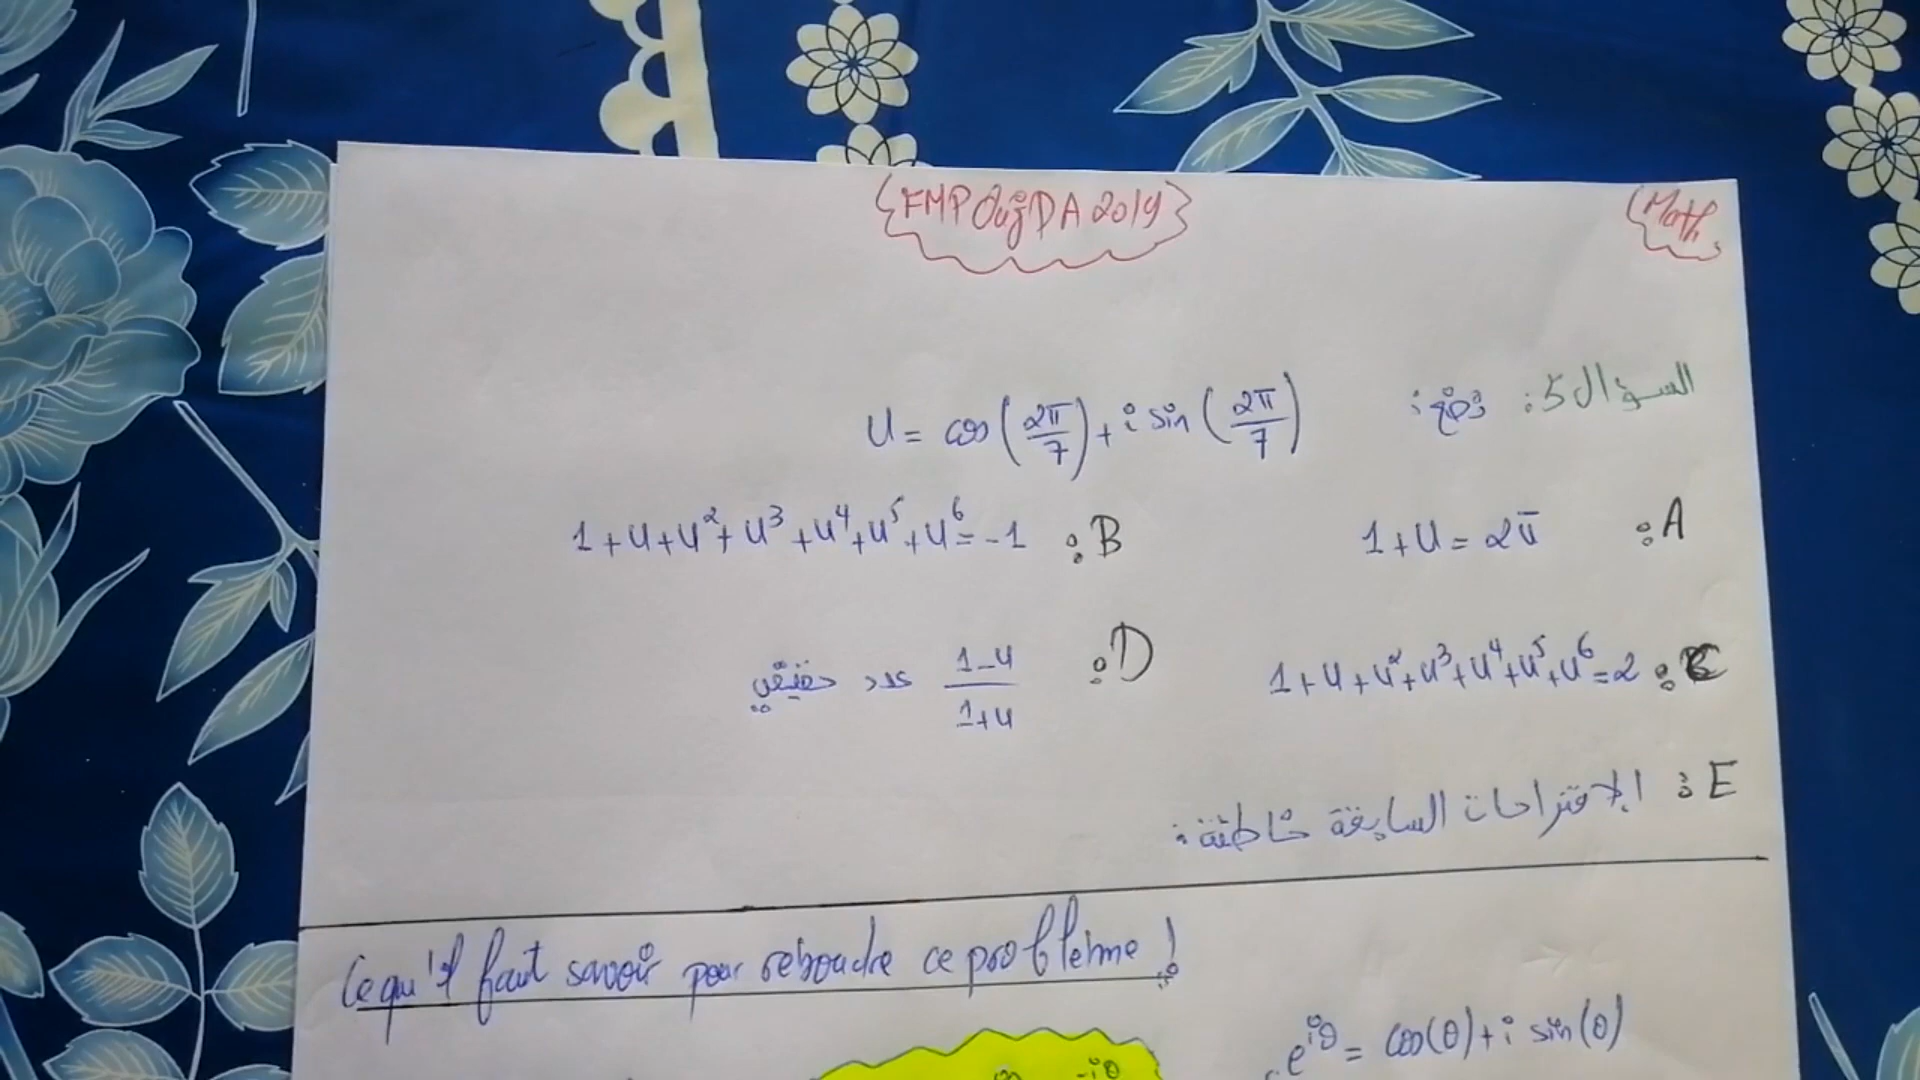 Math
FMP Oujda 2019
السؤال 5: نضع: U = cos(2π/7) + i sin(2π/7)
A: 1+U = 2ū
B: 1+U+U²+U³+U⁴+U⁵+U⁶ = -1
C: 1+U+U²+U³+U⁴+U⁵+U⁶ = 2
D: (1-U)/(1+U) عدد حقيقي
E: الاقتراحات السابقة خاطئة:
Ce qu'il faut savoir pour reboudre ce problème !
e^{iθ} = cos(θ) + i sin(θ)